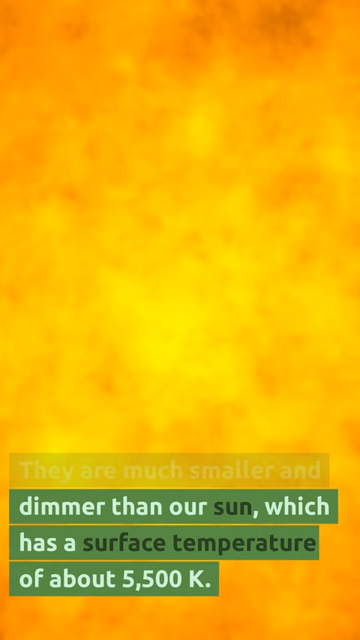 They are much smaller and
dimmer than our sun, which
has a surface temperature
of about 5,500 K.